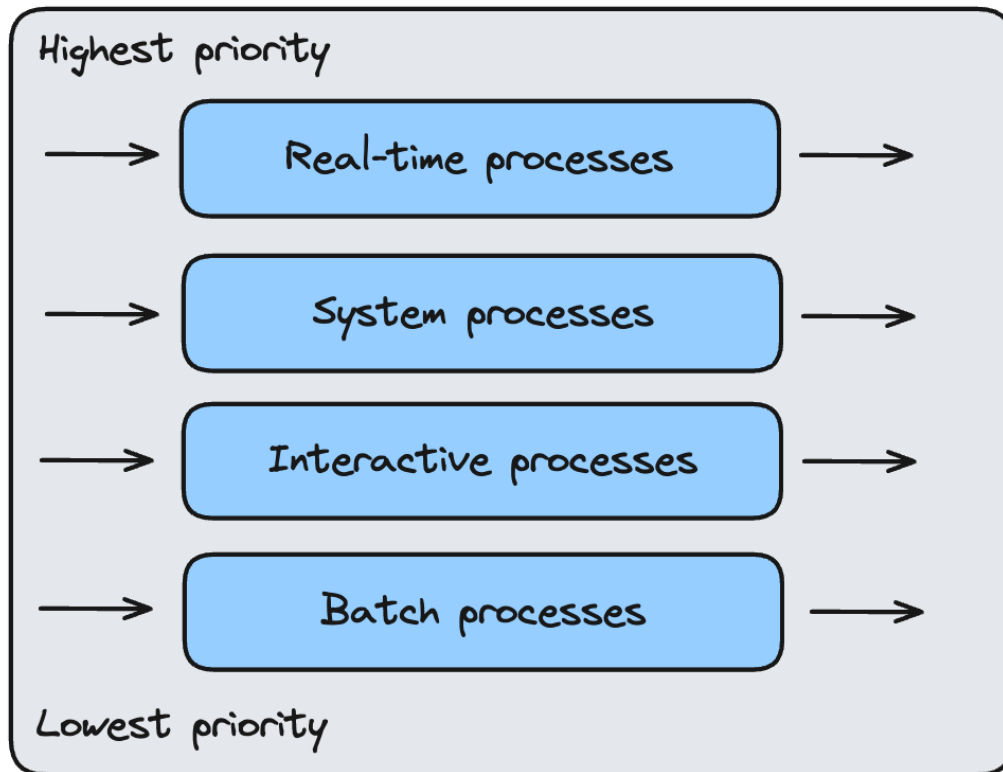 Highest priority
Real-time processes
System processes
Interactive processes
Batch processes
Lowest priority